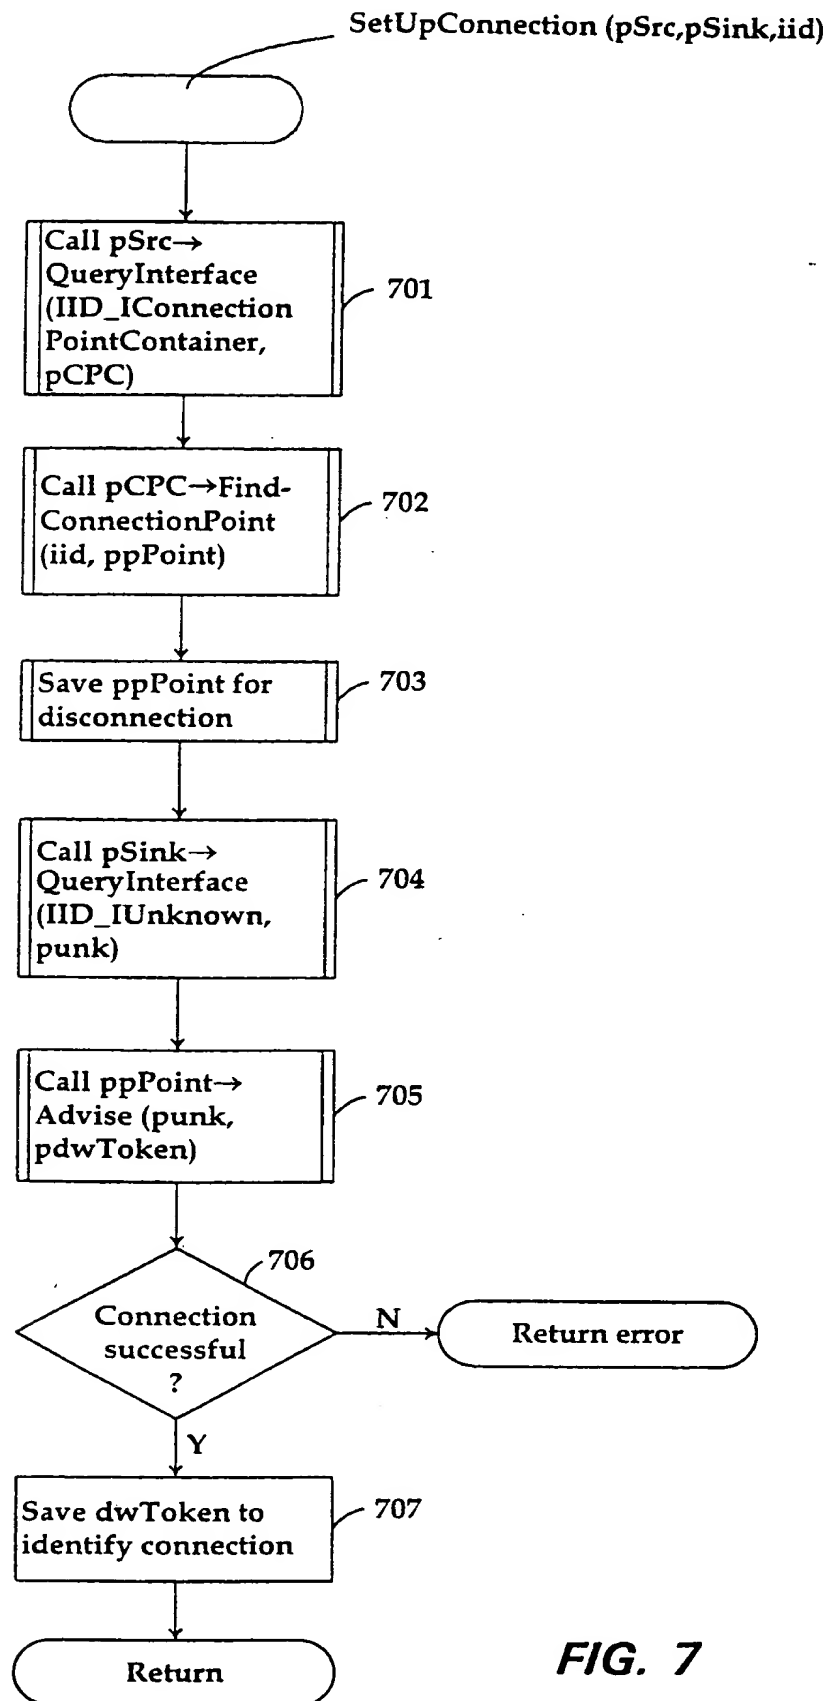 SetUpConnection (pSrc,pSink,iid)
Call pSrc→
QueryInterface
(IID_IConnection
PointContainer,
pCPC)
701
Call pCPC→Find-
ConnectionPoint
(iid, ppPoint)
702
Save ppPoint for
disconnection
703
Call pSink→
QueryInterface
(IID_IUnknown,
punk)
704
Call ppPoint→
Advise (punk,
pdwToken)
705
706
Connection
successful
?
N
Return error
Y
Save dwToken to
identify connection
707
Return
FIG. 7